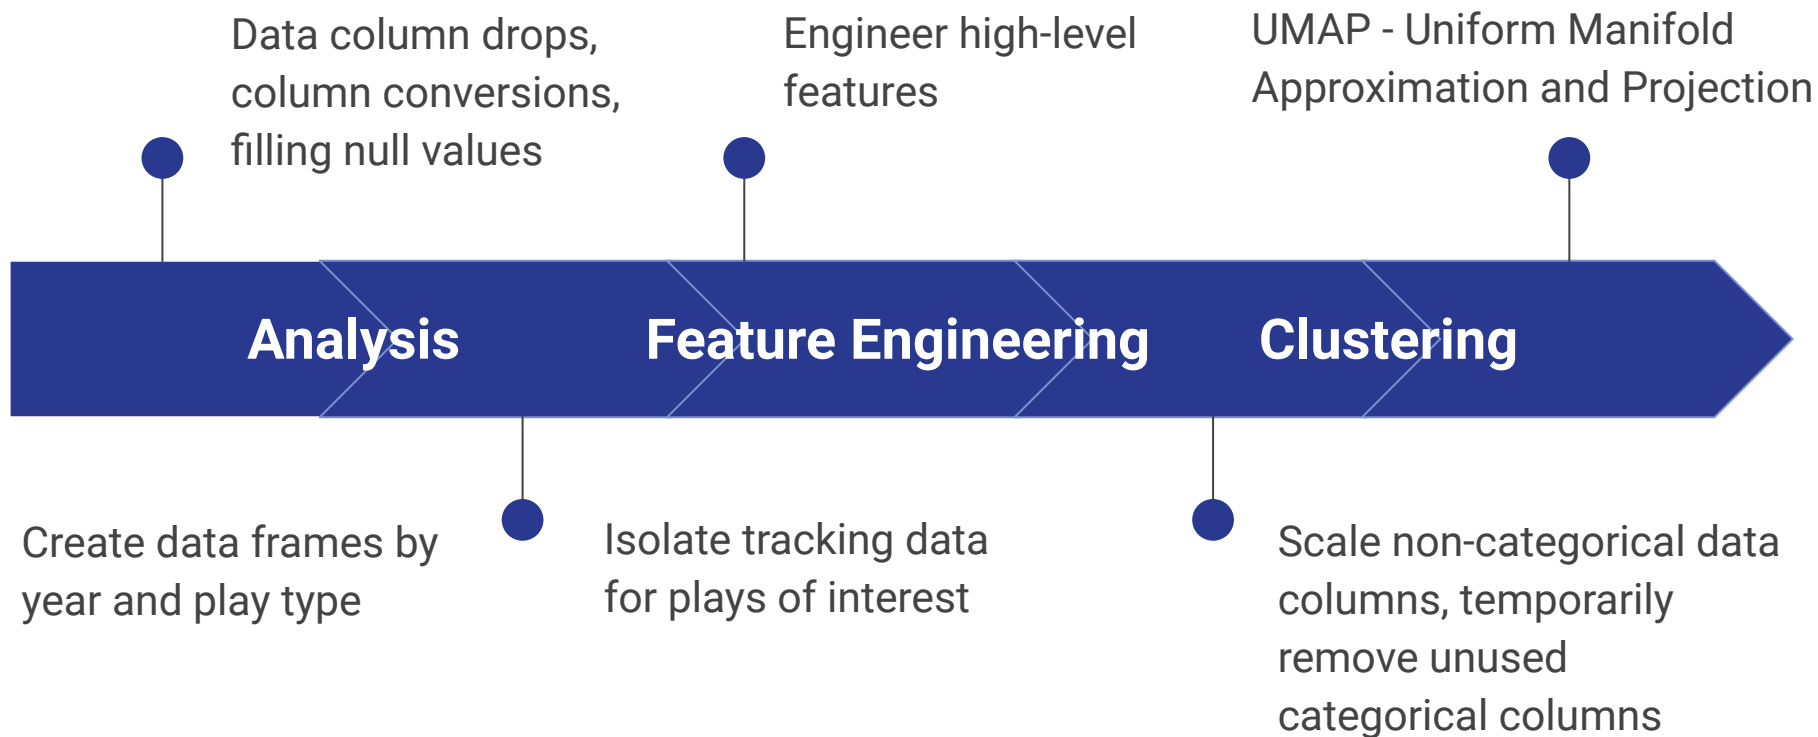 Data column drops,
column conversions,
filling null values
Engineer high-level
features
UMAP - Uniform Manifold
Approximation and Projection
Analysis
Feature Engineering
Clustering
Create data frames by
year and play type
Isolate tracking data
for plays of interest
Scale non-categorical data
columns, temporarily
remove unused
categorical columns